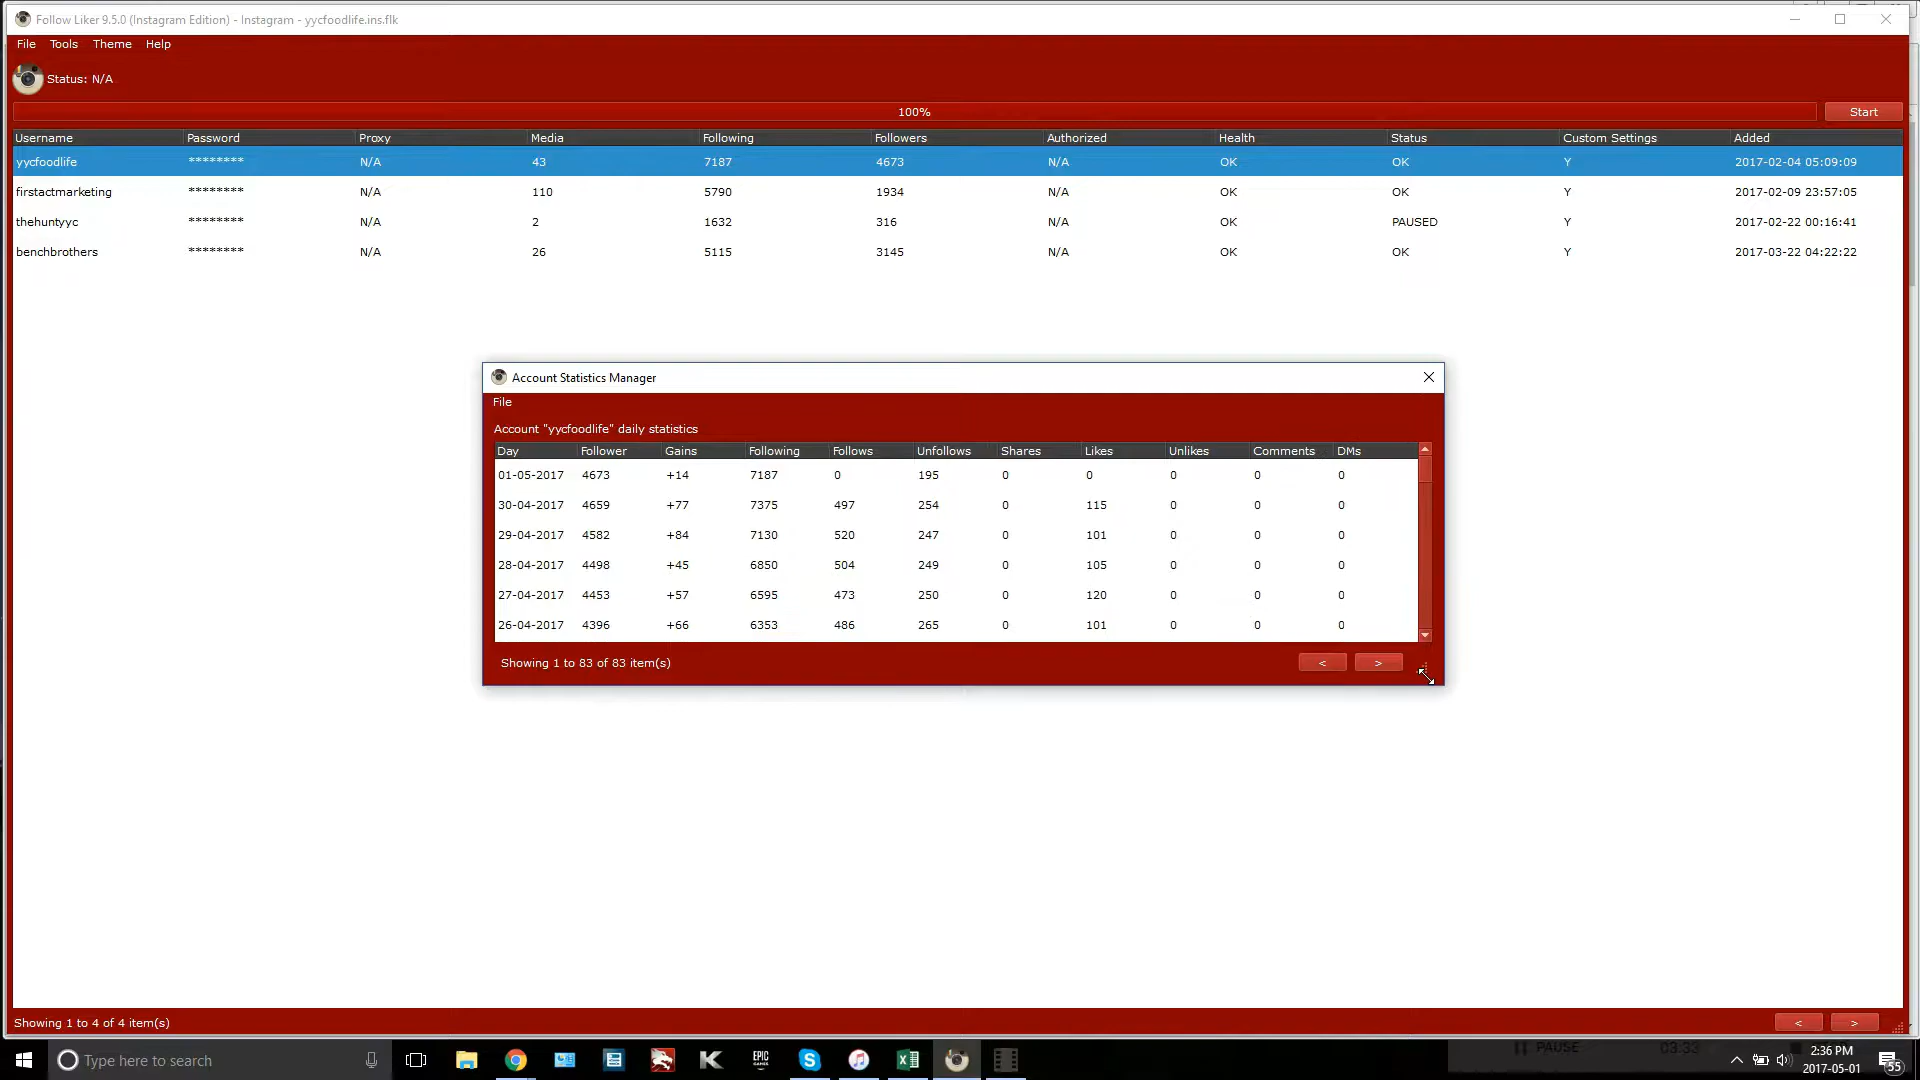 Follow Liker 9.5.0 (Instagram Edition) - Instagram - yycfoodlife.ins.flk
File Tools Theme Help
Status: N/A
100% Start
Username Password Proxy Media Following Followers Authorized Health Status Custom Settings Added
yycfoodlife ******** N/A 43 7187 4673 N/A OK OK Y 2017-02-04 05:09:09
firstactmarketing ******** N/A 110 5790 1934 N/A OK OK Y 2017-02-09 23:57:05
thehuntyyc ******** N/A 2 1632 316 N/A OK PAUSED Y 2017-02-22 00:16:41
benchbrothers ******** N/A 26 5115 3145 N/A OK OK Y 2017-03-22 04:22:22
Account Statistics Manager
File
Account "yycfoodlife" daily statistics
Day Follower Gains Following Follows Unfollows Shares Likes Unlikes Comments DMs
01-05-2017 4673 +14 7187 0 195 0 0 0 0 0
30-04-2017 4659 +77 7375 497 254 0 115 0 0 0
29-04-2017 4582 +84 7130 520 247 0 101 0 0 0
28-04-2017 4498 +45 6850 504 249 0 105 0 0 0
27-04-2017 4453 +57 6595 473 250 0 120 0 0 0
26-04-2017 4396 +66 6353 486 265 0 101 0 0 0
Showing 1 to 83 of 83 item(s) < >
Showing 1 to 4 of 4 item(s) < >
Type here to search
EPIC GAMES
PAUSE 03:33
2:36 PM
2017-05-01
55